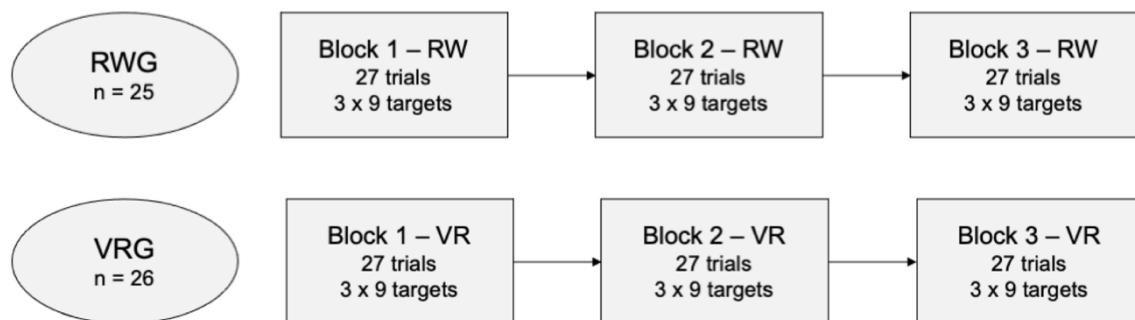 RWG
n = 25
Block 1 – RW
27 trials
3 x 9 targets
Block 2 – RW
27 trials
3 x 9 targets
Block 3 – RW
27 trials
3 x 9 targets
VRG
n = 26
Block 1 – VR
27 trials
3 x 9 targets
Block 2 – VR
27 trials
3 x 9 targets
Block 3 – VR
27 trials
3 x 9 targets